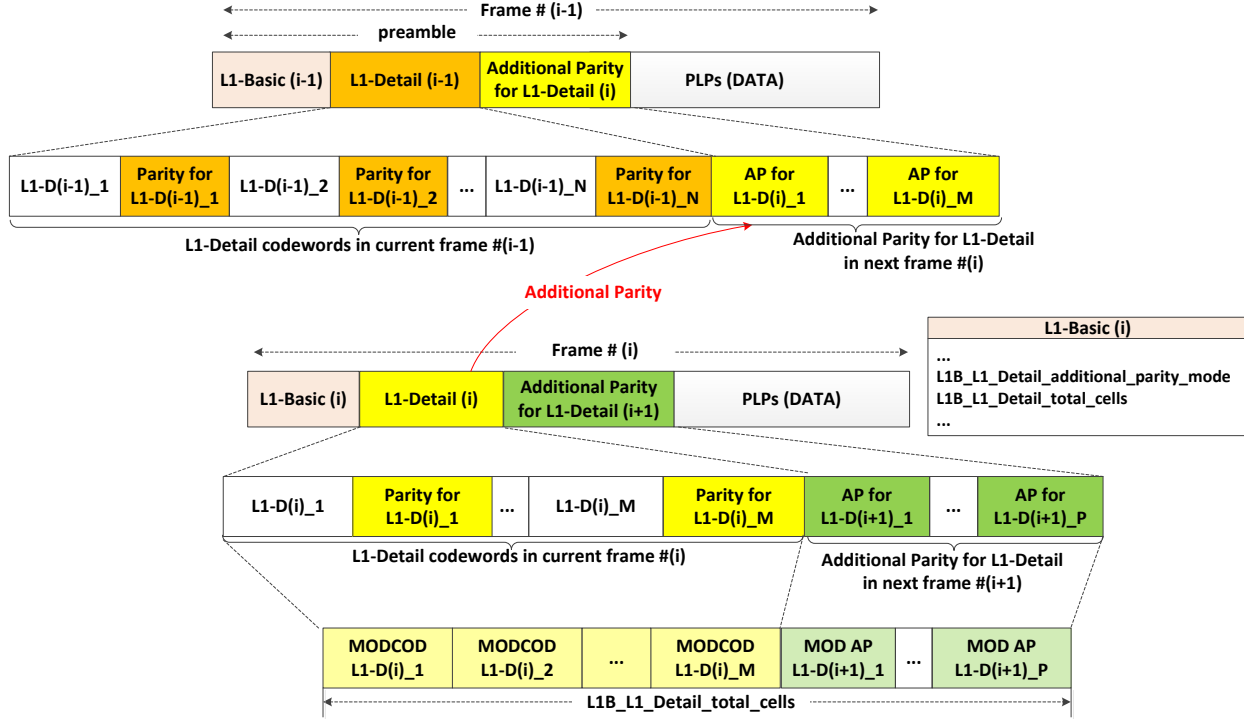 Frame # (i-1)
preamble
L1-Basic (i-1)
L1-Detail (i-1)
Additional Parity
for L1-Detail (i)
PLPs (DATA)
L1-D(i-1)_1
Parity for
L1-D(i-1)_1
L1-D(i-1)_2
Parity for
L1-D(i-1)_2
...
L1-D(i-1)_N
Parity for
L1-D(i-1)_N
AP for
L1-D(i)_1
...
AP for
L1-D(i)_M
L1-Detail codewords in current frame #(i-1)
Additional Parity for L1-Detail
in next frame #(i)
Additional Parity
Frame # (i)
L1-Basic (i)
L1-Detail (i)
Additional Parity
for L1-Detail (i+1)
PLPs (DATA)
L1-Basic (i)
...
L1B_L1_Detail_additional_parity_mode
L1B_L1_Detail_total_cells
...
L1-D(i)_1
Parity for
L1-D(i)_1
...
L1-D(i)_M
Parity for
L1-D(i)_M
AP for
L1-D(i+1)_1
...
AP for
L1-D(i+1)_P
L1-Detail codewords in current frame #(i)
Additional Parity for L1-Detail
in next frame #(i+1)
MODCOD
L1-D(i)_1
MODCOD
L1-D(i)_2
...
MODCOD
L1-D(i)_M
MOD AP
L1-D(i+1)_1
...
MOD AP
L1-D(i+1)_P
L1B_L1_Detail_total_cells